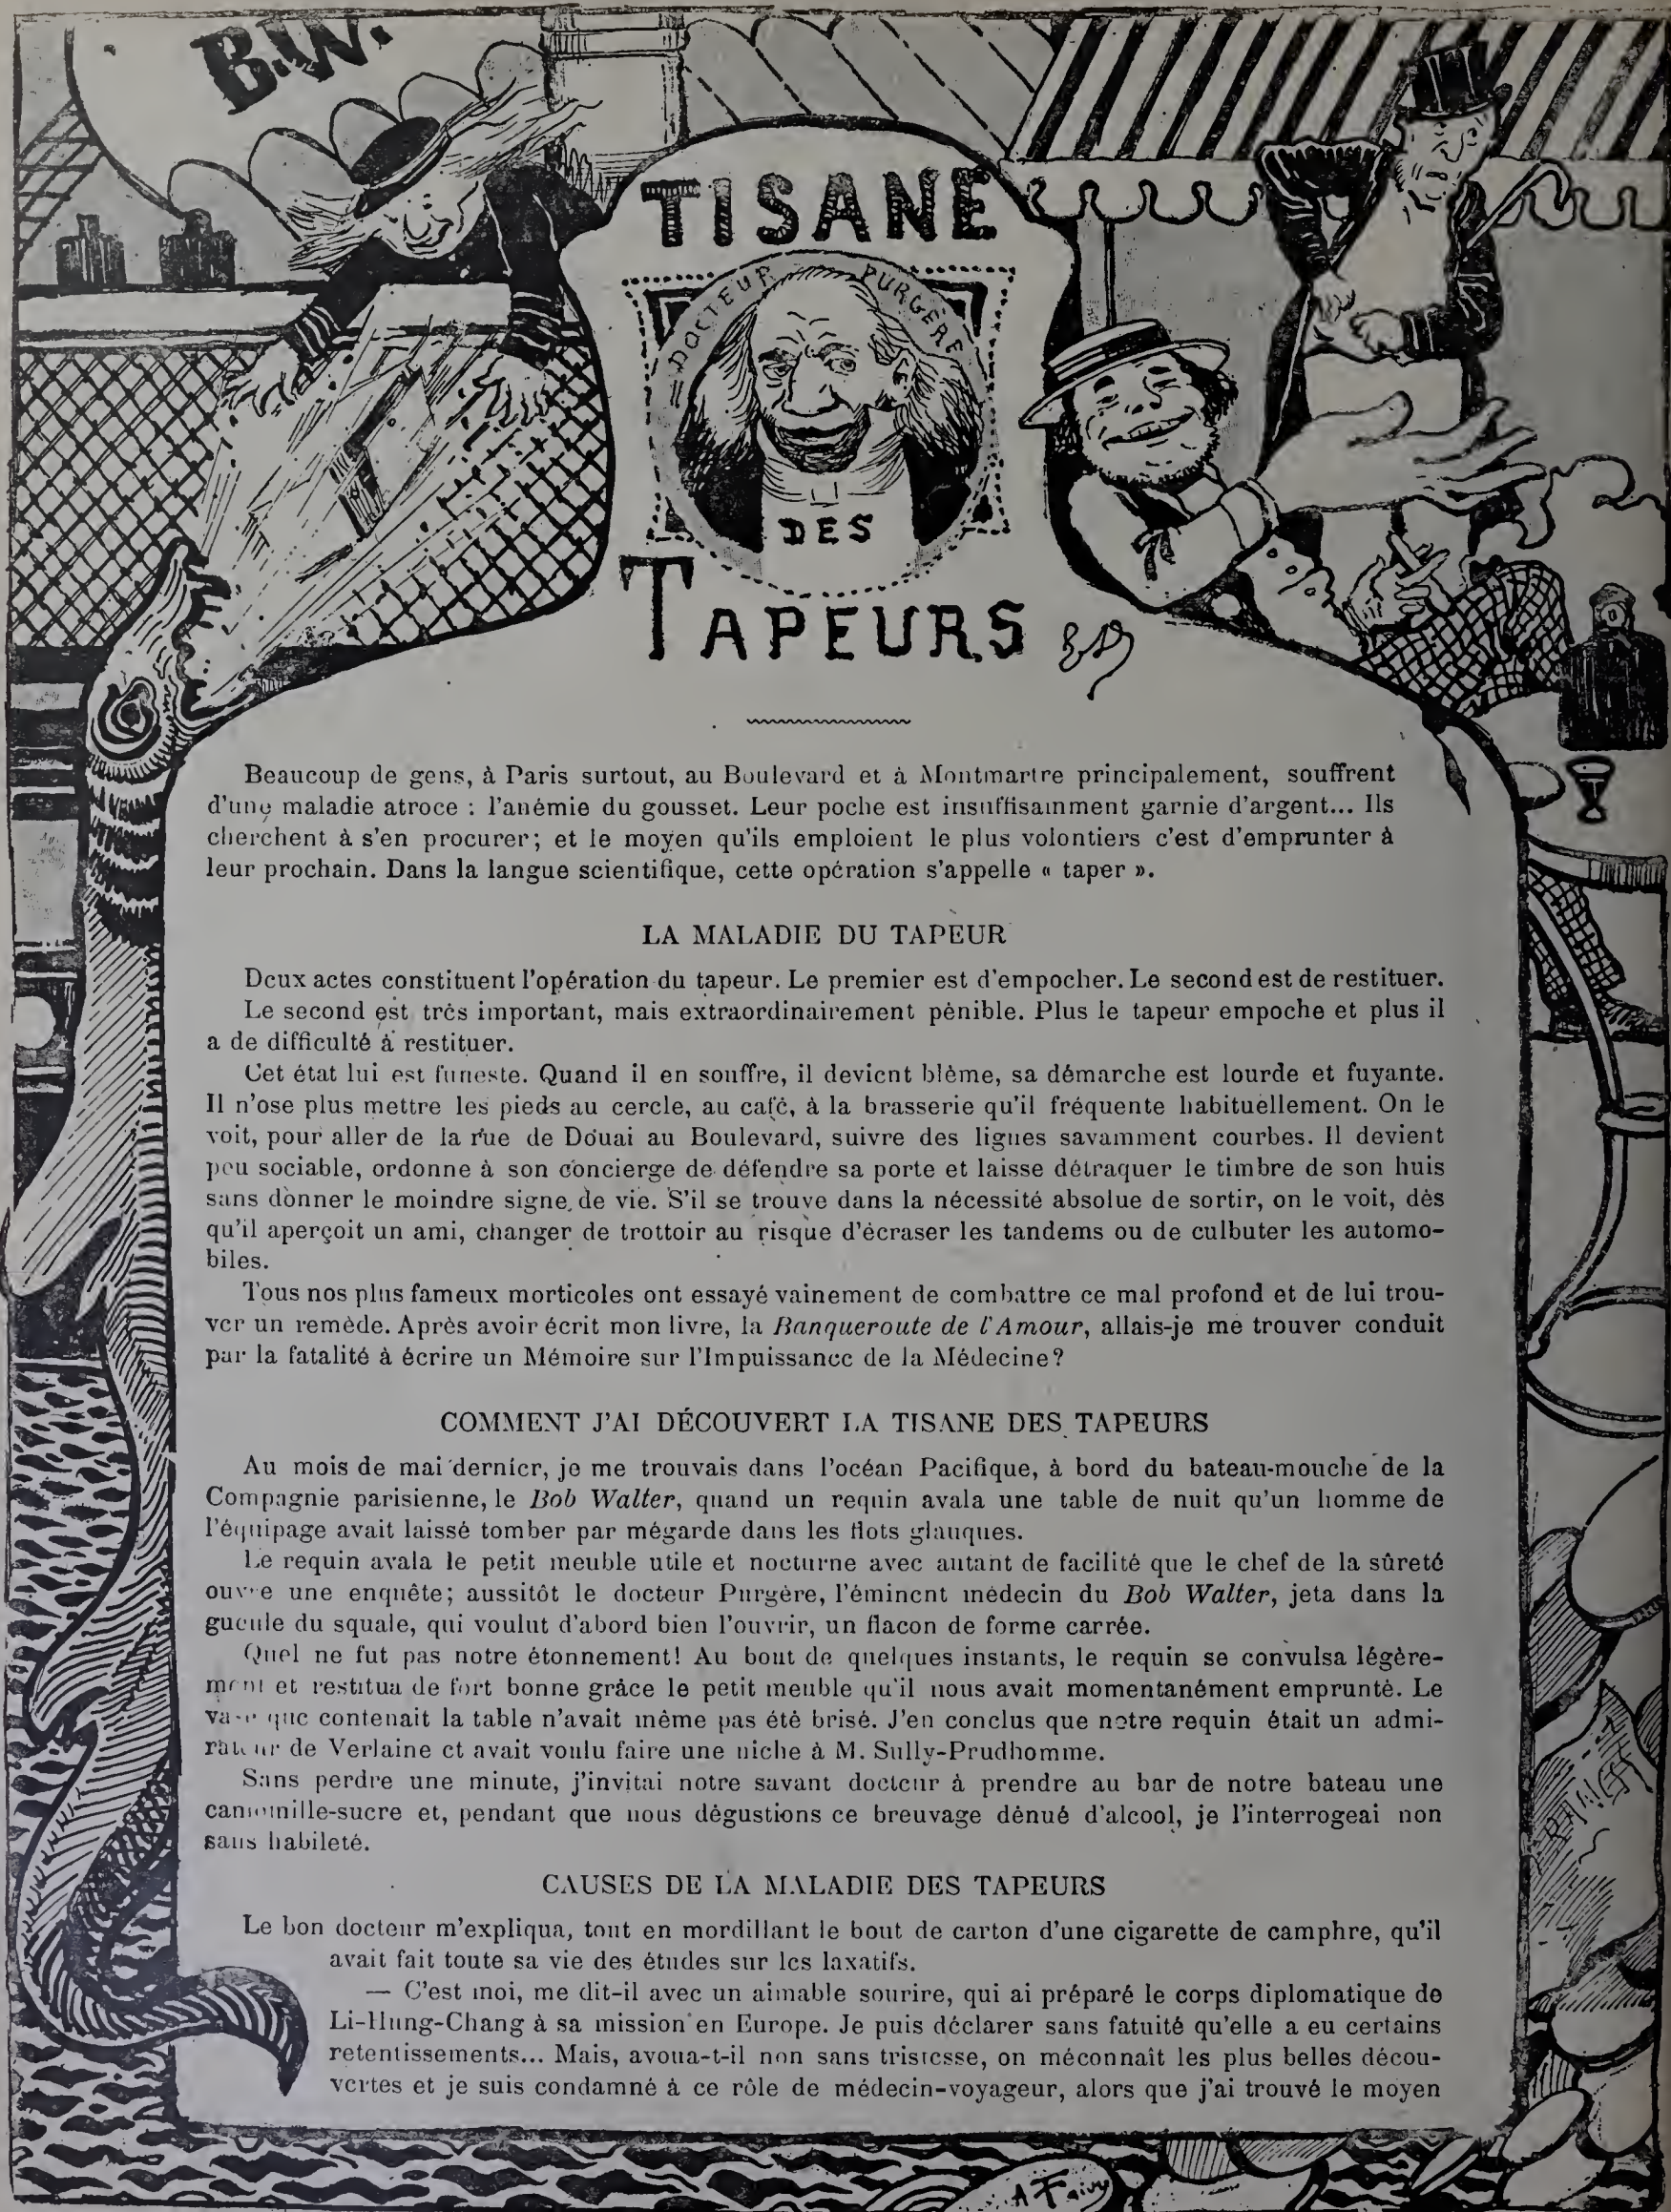 B.W.
TISANE
DOCTEUR PURGÈRE
DES
TAPEURS
Beaucoup de gens, à Paris surtout, au Boulevard et à Montmartre principalement, souffrent
d'une maladie atroce : l'anémie du gousset. Leur poche est insuffisamment garnie d'argent... Ils
cherchent à s'en procurer; et le moyen qu'ils emploient le plus volontiers c'est d'emprunter à
leur prochain. Dans la langue scientifique, cette opération s'appelle « taper ».
LA MALADIE DU TAPEUR
Deux actes constituent l'opération du tapeur. Le premier est d'empocher. Le second est de restituer.
Le second est très important, mais extraordinairement pénible. Plus le tapeur empoche et plus il
a de difficulté à restituer.
Cet état lui est funeste. Quand il en souffre, il devient blême, sa démarche est lourde et fuyante.
Il n'ose plus mettre les pieds au cercle, au café, à la brasserie qu'il fréquente habituellement. On le
voit, pour aller de la rue de Douai au Boulevard, suivre des lignes savamment courbes. Il devient
peu sociable, ordonne à son concierge de défendre sa porte et laisse détraquer le timbre de son huis
sans donner le moindre signe de vie. S'il se trouve dans la nécessité absolue de sortir, on le voit, dès
qu'il aperçoit un ami, changer de trottoir au risque d'écraser les tandems ou de culbuter les automo-
biles.
Tous nos plus fameux morticoles ont essayé vainement de combattre ce mal profond et de lui trou-
ver un remède. Après avoir écrit mon livre, la Banqueroute de l'Amour, allais-je me trouver conduit
par la fatalité à écrire un Mémoire sur l'Impuissance de la Médecine?
COMMENT J'AI DÉCOUVERT LA TISANE DES TAPEURS
Au mois de mai dernier, je me trouvais dans l'océan Pacifique, à bord du bateau-mouche de la
Compagnie parisienne, le Bob Walter, quand un requin avala une table de nuit qu'un homme de
l'équipage avait laissé tomber par mégarde dans les flots glauques.
Le requin avala le petit meuble utile et nocturne avec autant de facilité que le chef de la sûreté
ouvre une enquête; aussitôt le docteur Purgère, l'éminent médecin du Bob Walter, jeta dans la
gueule du squale, qui voulut d'abord bien l'ouvrir, un flacon de forme carrée.
Quel ne fut pas notre étonnement! Au bout de quelques instants, le requin se convulsa légère-
ment et restitua de fort bonne grâce le petit meuble qu'il nous avait momentanément emprunté. Le
vase que contenait la table n'avait même pas été brisé. J'en conclus que notre requin était un admi-
rateur de Verlaine et avait voulu faire une niche à M. Sully-Prudhomme.
Sans perdre une minute, j'invitai notre savant docteur à prendre au bar de notre bateau une
camomille-sucre et, pendant que nous dégustions ce breuvage dénué d'alcool, je l'interrogeai non
sans habileté.
CAUSES DE LA MALADIE DES TAPEURS
Le bon docteur m'expliqua, tout en mordillant le bout de carton d'une cigarette de camphre, qu'il
avait fait toute sa vie des études sur les laxatifs.
— C'est moi, me dit-il avec un aimable sourire, qui ai préparé le corps diplomatique de
Li-Hung-Chang à sa mission en Europe. Je puis déclarer sans fatuité qu'elle a eu certains
retentissements... Mais, avoua-t-il non sans tristesse, on méconnaît les plus belles décou-
vertes et je suis condamné à ce rôle de médecin-voyageur, alors que j'ai trouvé le moyen